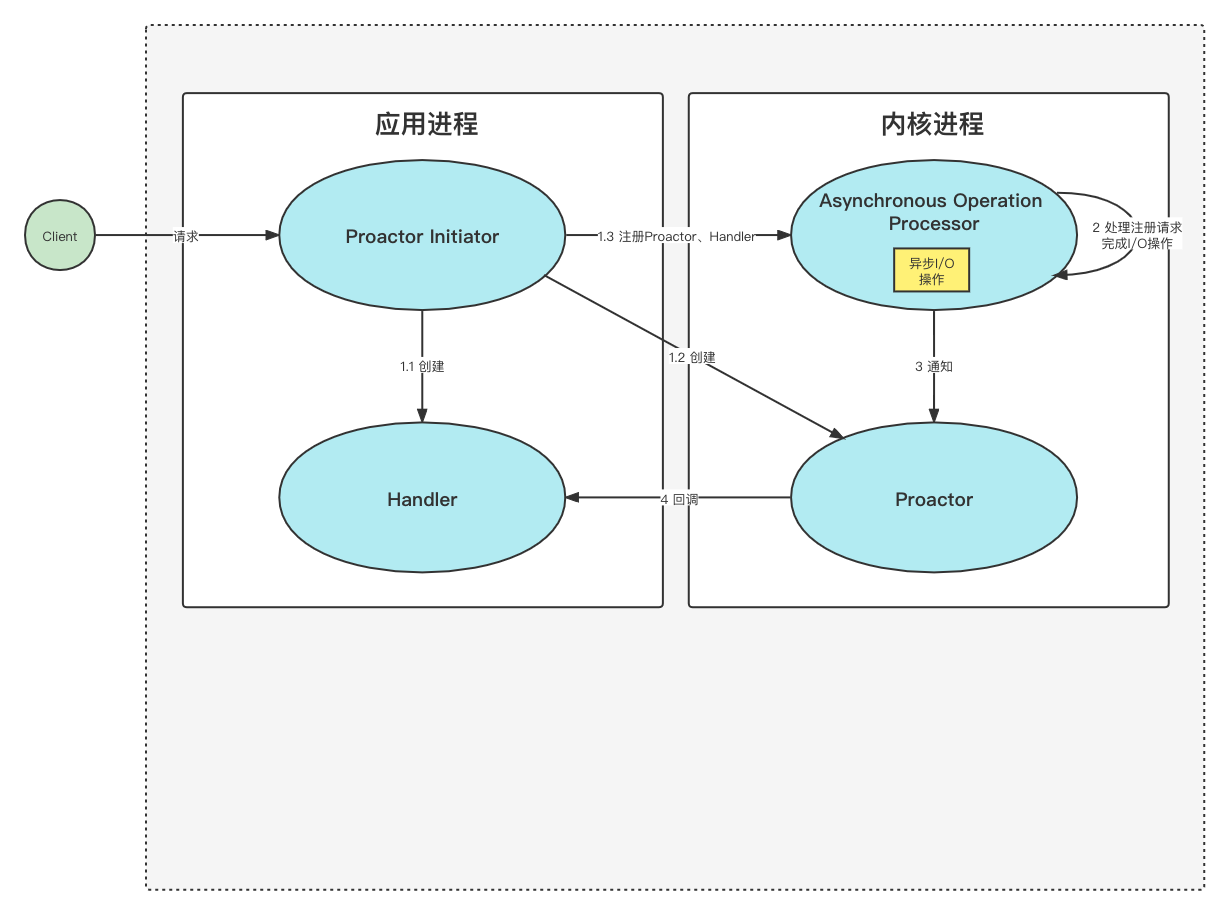 应用进程
内核进程
Client
请求
Proactor Initiator
1.3 注册Proactor、Handler
Asynchronous Operation
Processor
异步I/O
操作
2 处理注册请求
完成I/O操作
1.1 创建
1.2 创建
3 通知
Handler
4 回调
Proactor